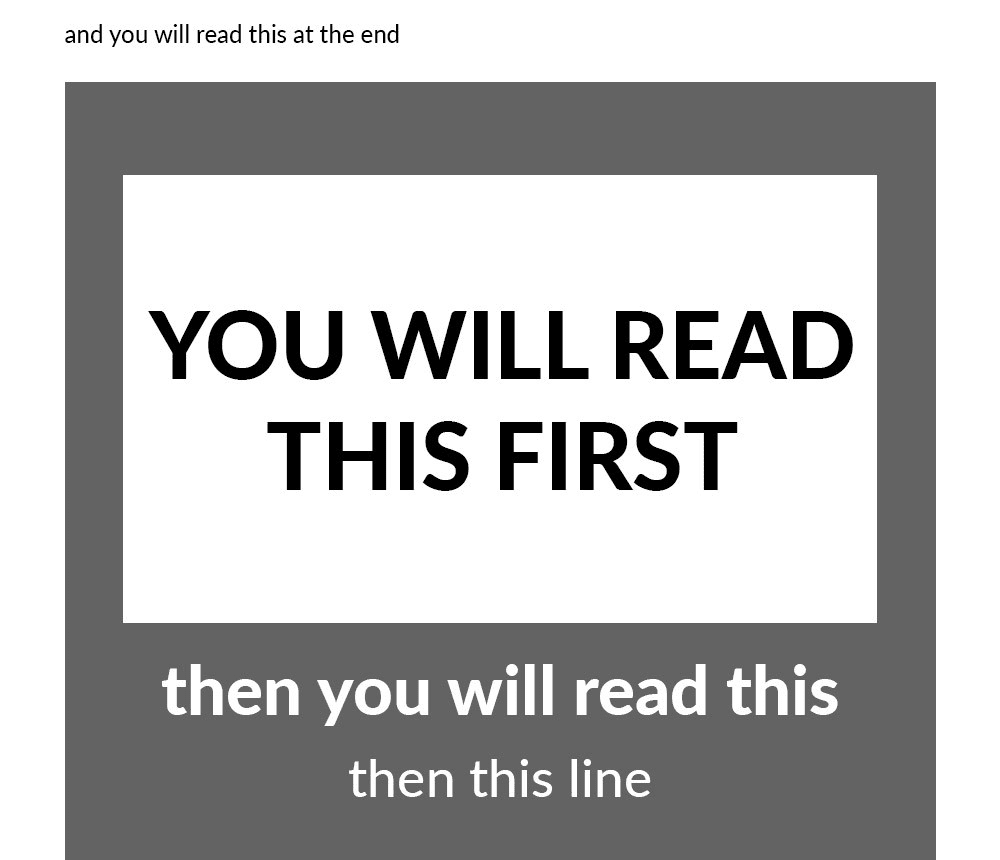 and you will read this at the end
YOU WILL READ
THIS FIRST
then you will read this
then this line